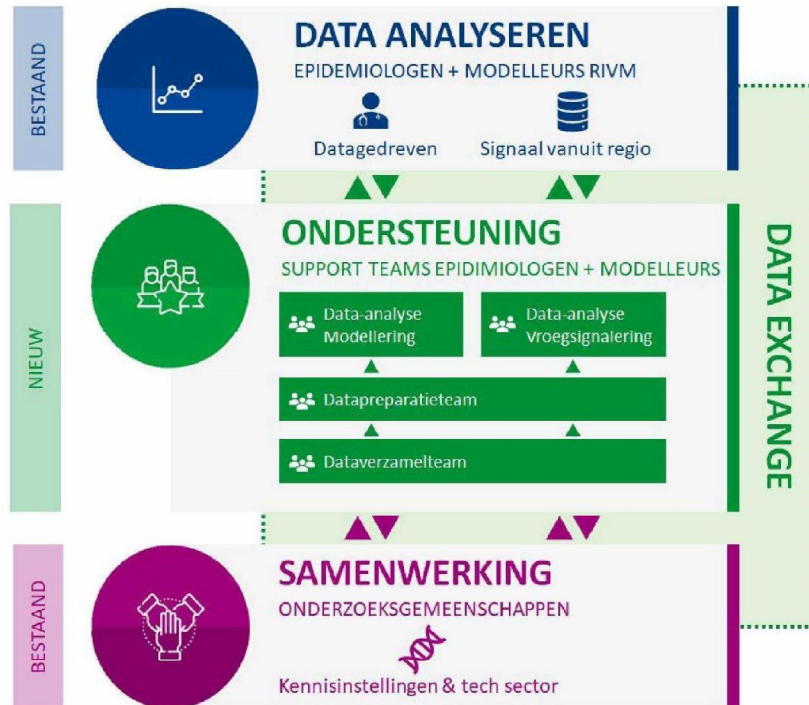 BESTAAND
DATA ANALYSEREN
EPIDEMIOLOGEN + MODELLEURS RIVM
Datagedreven
Signaal vanuit regio
NIEUW
ONDERSTEUNING
SUPPORT TEAMS EPIDIMIOLOGEN + MODELLEURS
Data-analyse
Modellering
Data-analyse
Vroegsignalering
Datapreparatieteam
Dataverzamelteam
DATA EXCHANGE
BESTAAND
SAMENWERKING
ONDERZOEKSGEMEENSCHAPPEN
Kennisinstellingen & tech sector